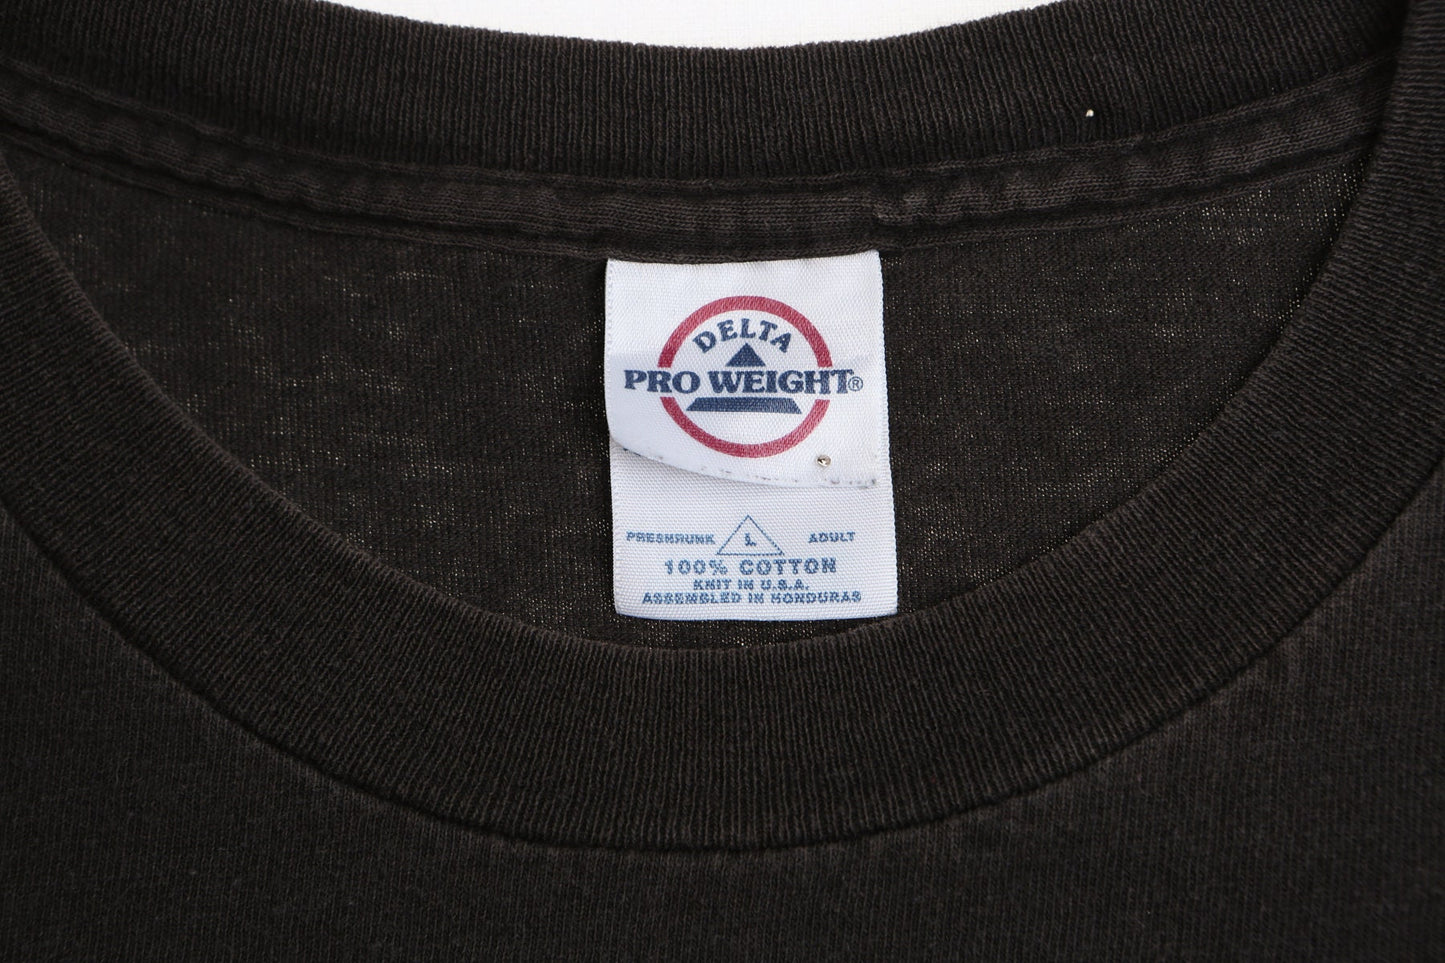 DELTA
PRO WEIGHT®
PRESHRUNK L ADULT
100% COTTON
KNIT IN U.S.A.
ASSEMBLED IN HONDURAS